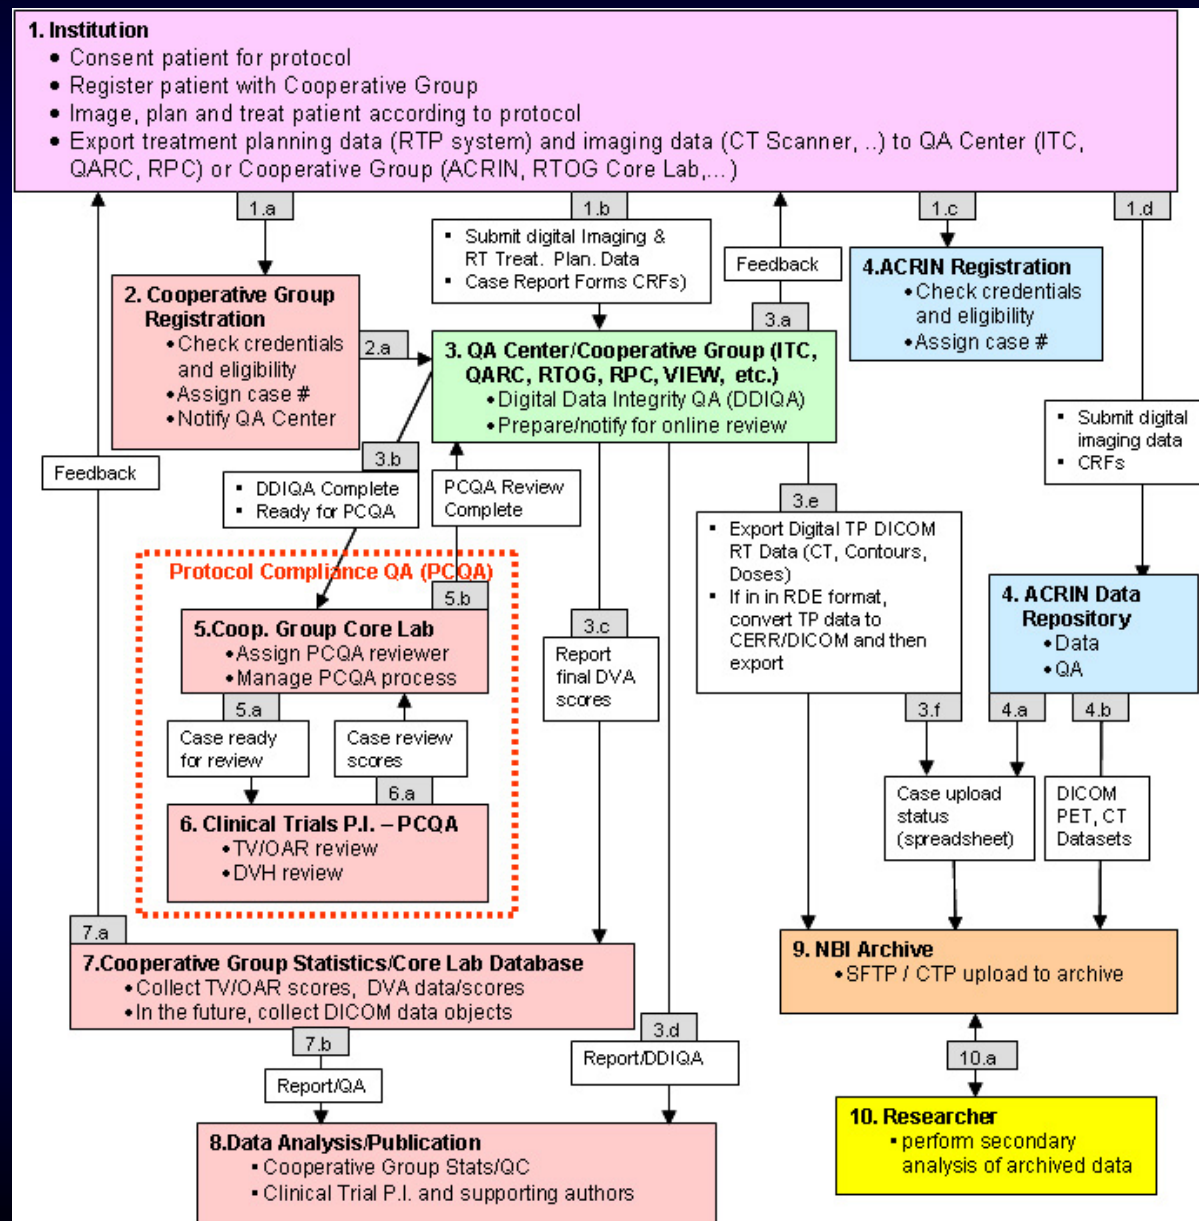 1. Institution
• Consent patient for protocol
• Register patient with Cooperative Group
• Image, plan and treat patient according to protocol
• Export treatment planning data (RTP system) and imaging data (CT Scanner, ..) to QA Center (ITC,
QARC, RPC) or Cooperative Group (ACRIN, RTOG Core Lab,...)
1.a
1.b
1.c
1.d
▪ Submit digital Imaging &
RT Treat. Plan. Data
▪ Case Report Forms CRFs)
Feedback
3.a
4.ACRIN Registration
• Check credentials
and eligibility
• Assign case #
2. Cooperative Group
Registration
• Check credentials
and eligibility
• Assign case #
• Notify QA Center
2.a
3. QA Center/Cooperative Group (ITC,
QARC, RTOG, RPC, VIEW, etc.)
• Digital Data Integrity QA (DDIQA)
• Prepare/notify for online review
▪ Submit digital
imaging data
▪ CRFs
Feedback
3.b
▪ DDIQA Complete
▪ Ready for PCQA
PCQA Review
Complete
3.e
▪ Export Digital TP DICOM
RT Data (CT, Contours,
Doses)
▪ If in in RDE format,
convert TP data to
CERR/DICOM and then
export
Protocol Compliance QA (PCQA)
5.b
5.Coop. Group Core Lab
• Assign PCQA reviewer
• Manage PCQA process
3.c
Report
final DVA
scores
4. ACRIN Data
Repository
• Data
• QA
5.a
Case ready
for review
Case review
scores
6.a
3.f
4.a
4.b
Case upload
status
(spreadsheet)
DICOM
PET, CT
Datasets
6. Clinical Trials P.I. – PCQA
• TV/OAR review
• DVH review
7.a
7.Cooperative Group Statistics/Core Lab Database
• Collect TV/OAR scores, DVA data/scores
• In the future, collect DICOM data objects
9. NBI Archive
• SFTP / CTP upload to archive
7.b
Report/QA
3.d
Report/DDIQA
10.a
8.Data Analysis/Publication
▪ Cooperative Group Stats/QC
▪ Clinical Trial P.I. and supporting authors
10. Researcher
▪ perform secondary
analysis of archived data